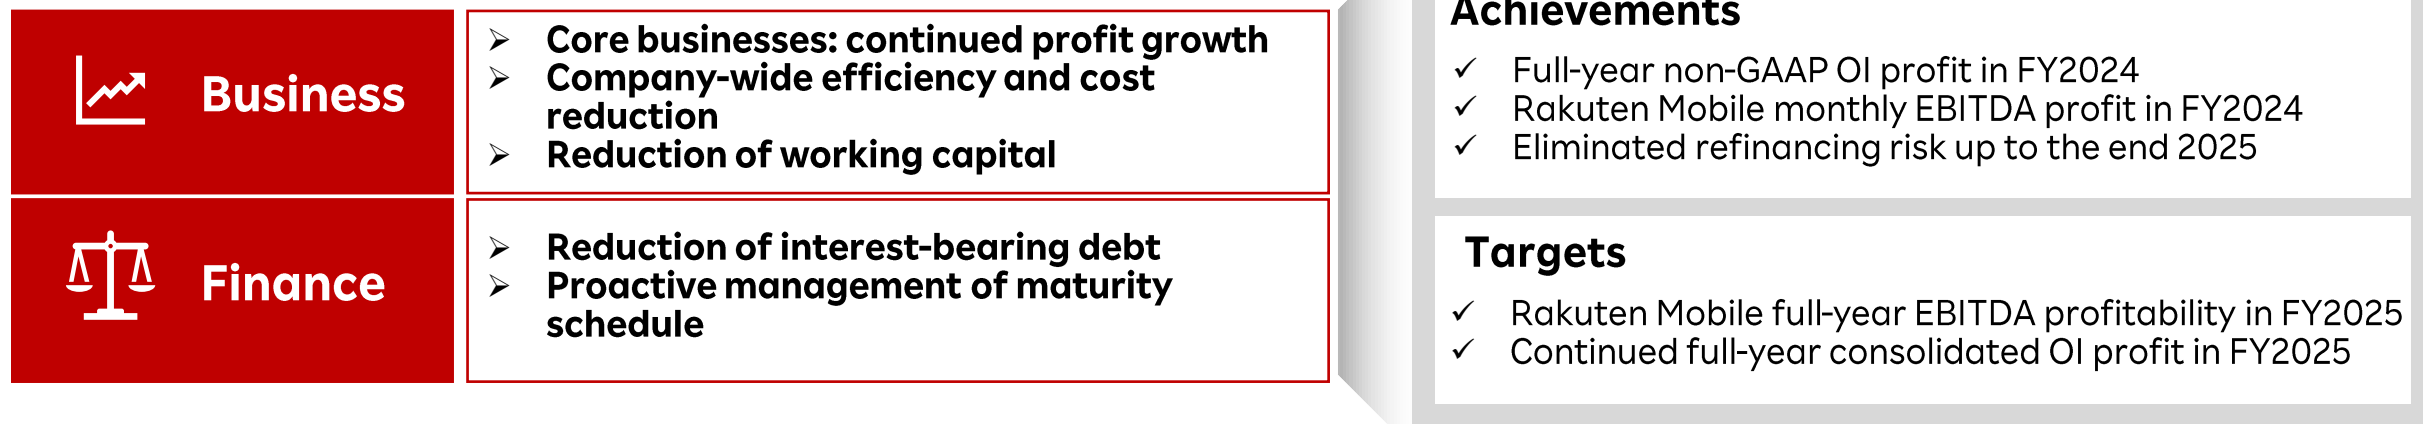 Business
Core businesses: continued profit growth
Company-wide efficiency and cost
reduction
Reduction of working capital
Finance
Reduction of interest-bearing debt
Proactive management of maturity
schedule
Achievements
Full-year non-GAAP OI profit in FY2024
Rakuten Mobile monthly EBITDA profit in FY2024
Eliminated refinancing risk up to the end 2025
Targets
Rakuten Mobile full-year EBITDA profitability in FY2025
Continued full-year consolidated OI profit in FY2025